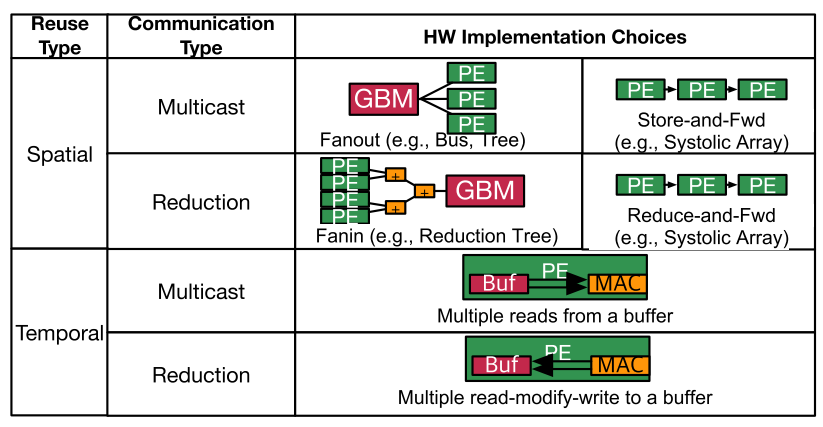 Reuse
Type
Communication
Type
HW Implementation Choices
Spatial
Multicast
GBM
PE
PE
PE
Fanout (e.g., Bus, Tree)
PE
PE
PE
Store-and-Fwd
(e.g., Systolic Array)
Reduction
PE
PE
PE
PE
+
+
+
GBM
Fanin (e.g., Reduction Tree)
PE
PE
PE
Reduce-and-Fwd
(e.g., Systolic Array)
Temporal
Multicast
PE
Buf
MAC
Multiple reads from a buffer
Reduction
PE
Buf
MAC
Multiple read-modify-write to a buffer